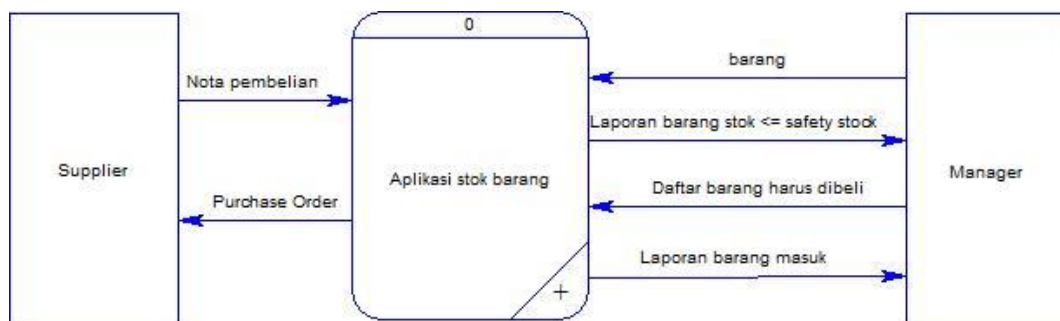 0
Nota pembelian
barang
Laporan barang stok <= safety stock
Supplier
Aplikasi stok barang
Manager
Daftar barang harus dibeli
Purchase Order
Laporan barang masuk
+